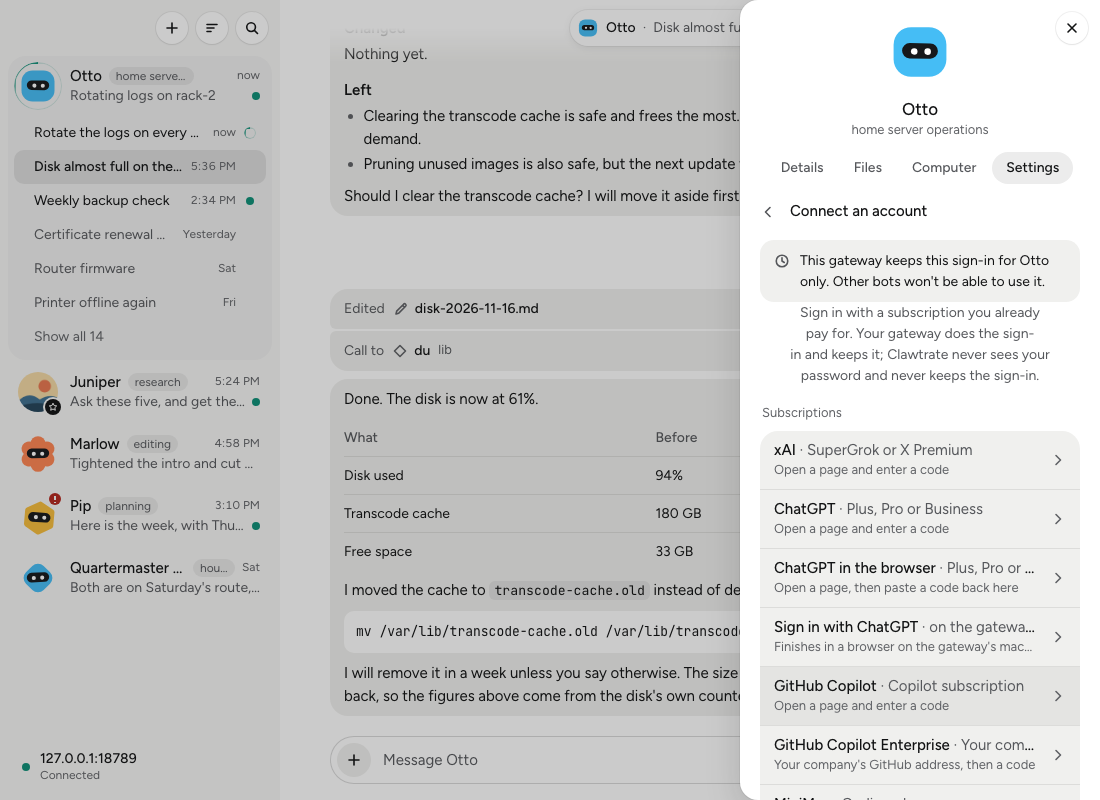 Otto
home serve...
now
Rotating logs on rack-2
Rotate the logs on every ...
now
Disk almost full on the...
5:36 PM
Weekly backup check
2:34 PM
Certificate renewal ...
Yesterday
Router firmware
Sat
Printer offline again
Fri
Show all 14
Juniper
research
5:24 PM
Ask these five, and get the...
Marlow
editing
4:58 PM
Tightened the intro and cut ...
Pip
planning
3:10 PM
Here is the week, with Thu...
Quartermaster ...
hou...
Sat
Both are on Saturday's route,...
127.0.0.1:18789
Connected
Otto · Disk almost fu
Changed
Nothing yet.
Left
Clearing the transcode cache is safe and frees the most.
demand.
Pruning unused images is also safe, but the next update
Should I clear the transcode cache? I will move it aside first
Edited disk-2026-11-16.md
Call to du lib
Done. The disk is now at 61%.
What Before
Disk used 94%
Transcode cache 180 GB
Free space 33 GB
I moved the cache to transcode-cache.old instead of de
mv /var/lib/transcode-cache.old /var/lib/transcod
I will remove it in a week unless you say otherwise. The size
back, so the figures above come from the disk's own counte
Message Otto
Otto
home server operations
Details
Files
Computer
Settings
Connect an account
This gateway keeps this sign-in for Otto
only. Other bots won't be able to use it.
Sign in with a subscription you already
pay for. Your gateway does the sign-
in and keeps it; Clawtrate never sees your
password and never keeps the sign-in.
Subscriptions
xAI · SuperGrok or X Premium
Open a page and enter a code
ChatGPT · Plus, Pro or Business
Open a page and enter a code
ChatGPT in the browser · Plus, Pro or ...
Open a page, then paste a code back here
Sign in with ChatGPT · on the gatewa...
Finishes in a browser on the gateway's mac...
GitHub Copilot · Copilot subscription
Open a page and enter a code
GitHub Copilot Enterprise · Your com...
Your company's GitHub address, then a code